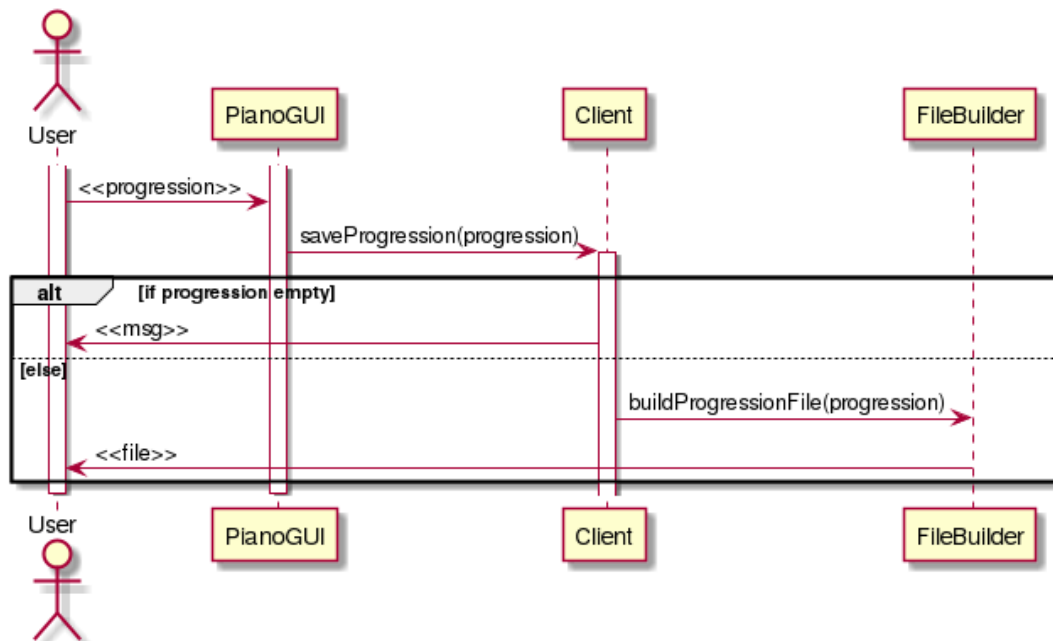 User
PianoGUI
Client
FileBuilder
<<progression>>
saveProgression(progression)
alt
[if progression empty]
<<msg>>
[else]
buildProgressionFile(progression)
<<file>>
User
PianoGUI
Client
FileBuilder